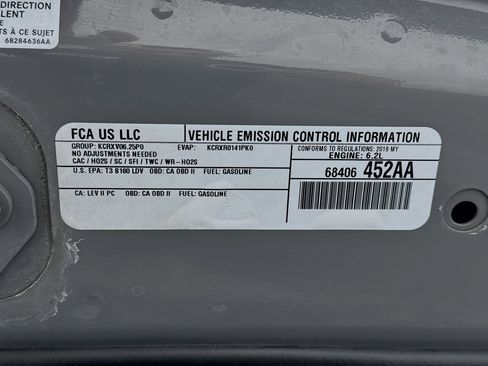 DIRECTION
LENT
TS À CE SUJET
68284636AA
FCA US LLC
VEHICLE EMISSION CONTROL INFORMATION
GROUP: KCRXV06.25P0 EVAP: KCRXR0141PK0
CONFORMS TO REGULATIONS: 2019 MY
NO ADJUSTMENTS NEEDED
ENGINE: 6.2L
CAC / HO2S / SC / SFI / TWC / WR-HO2S
68406 452AA
U.S. EPA: T3 B160 LDV OBD: CA OBD II FUEL: GASOLINE
CA: LEV II PC OBD: CA OBD II FUEL: GASOLINE